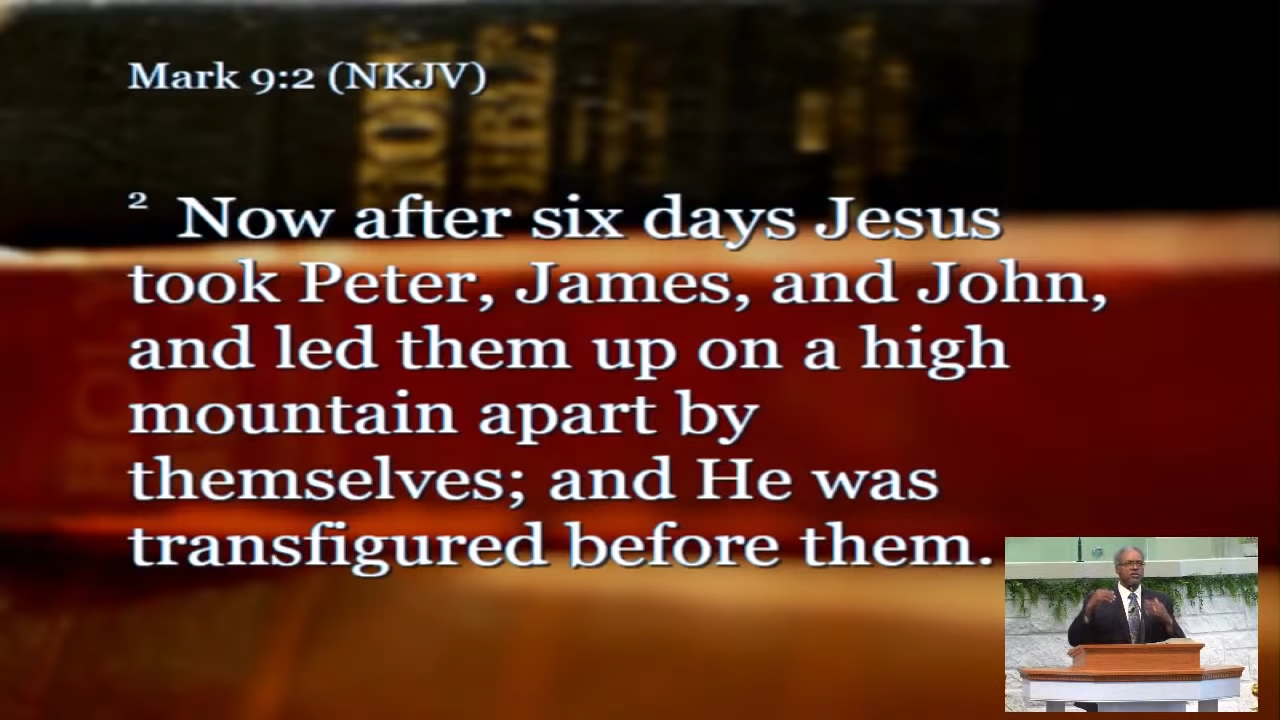 Mark 9:2 (NKJV)
2 Now after six days Jesus
took Peter, James, and John,
and led them up on a high
mountain apart by
themselves; and He was
transfigured before them.